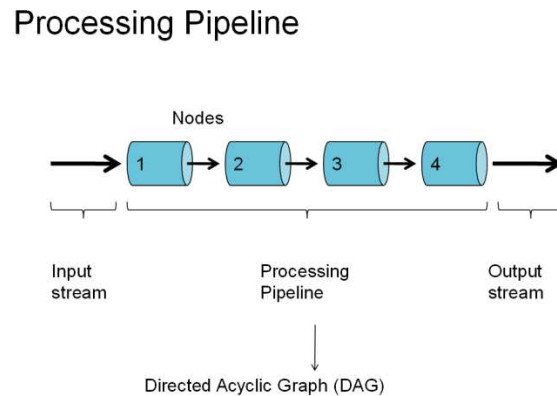 Processing Pipeline
Nodes
1 2 3 4
Input
stream
Processing
Pipeline
Output
stream
Directed Acyclic Graph (DAG)